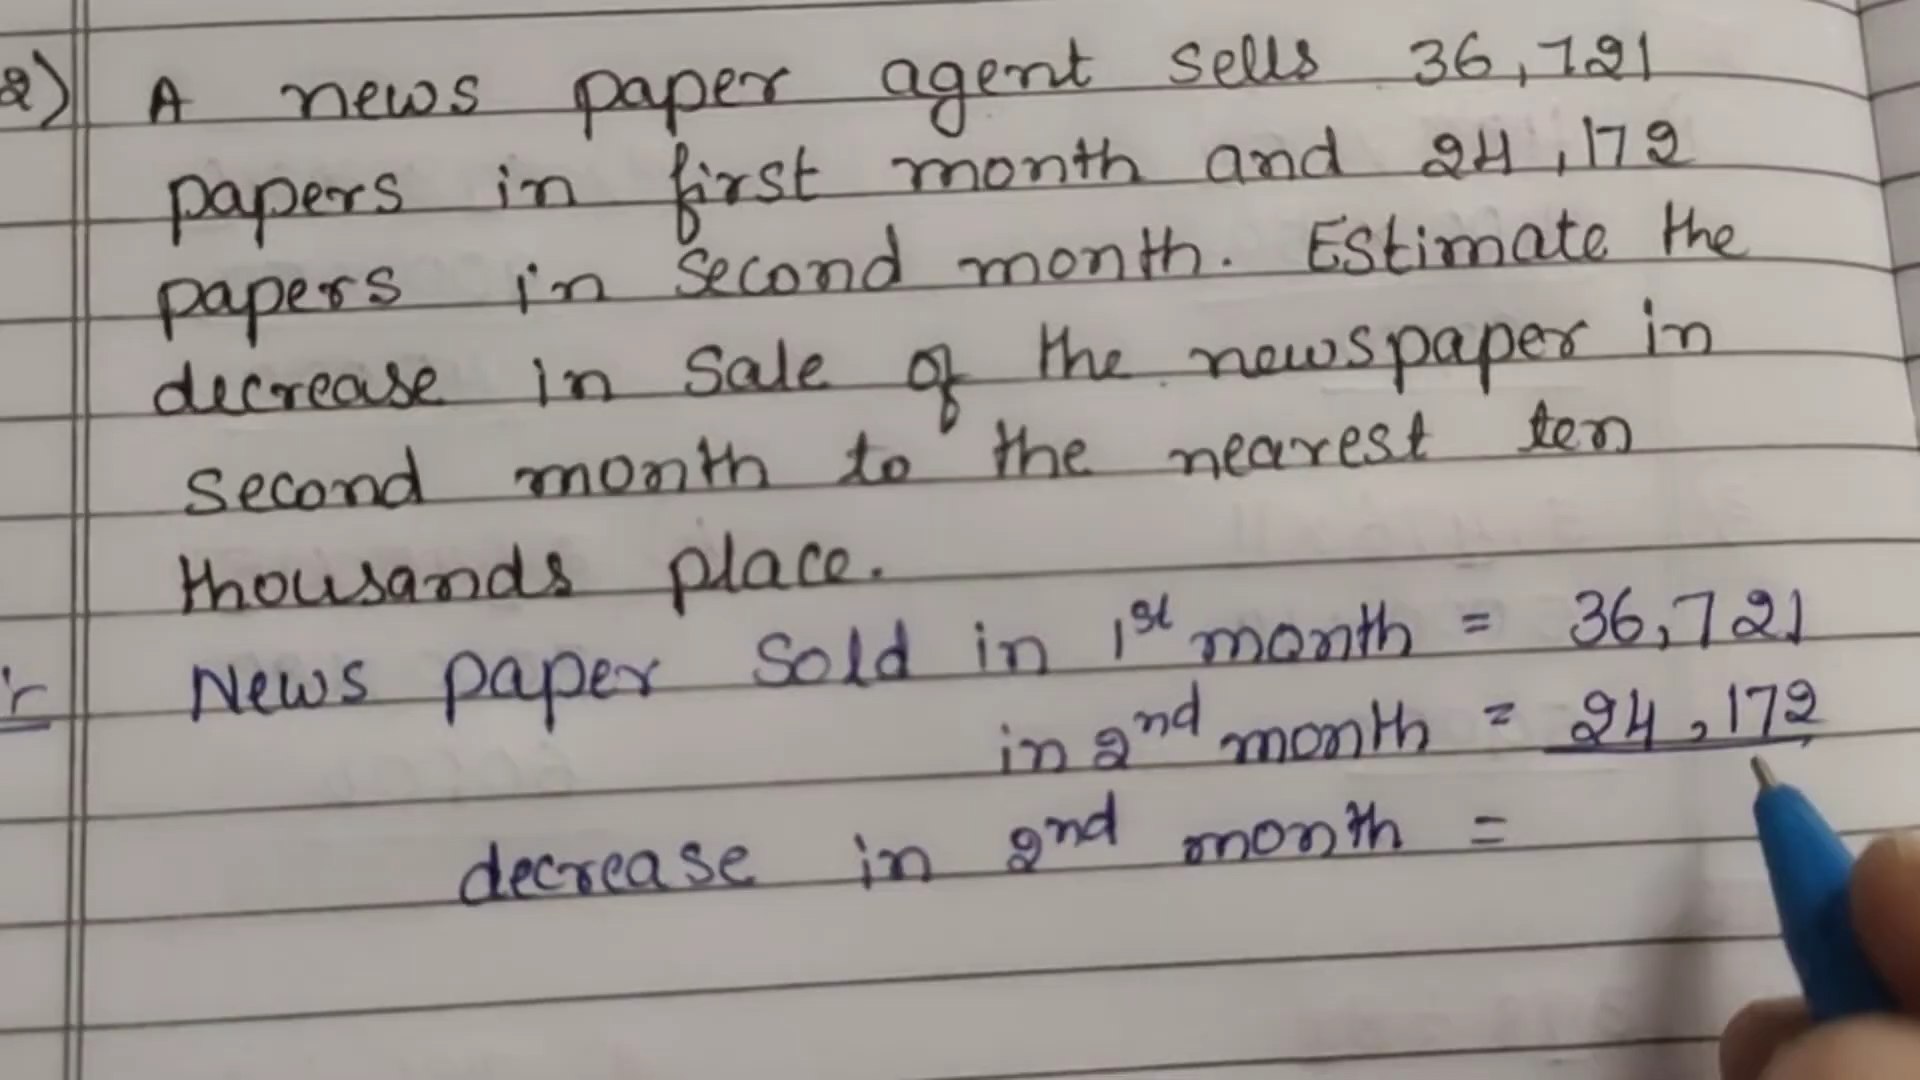 2) A news paper agent sells 36,721
papers in first month and 24,172
papers in second month. Estimate the
decrease in sale of the newspaper in
second month to the nearest ten
thousands place.
News paper sold in 1st month = 36,721
in 2nd month = 24,172
decrease in 2nd month =